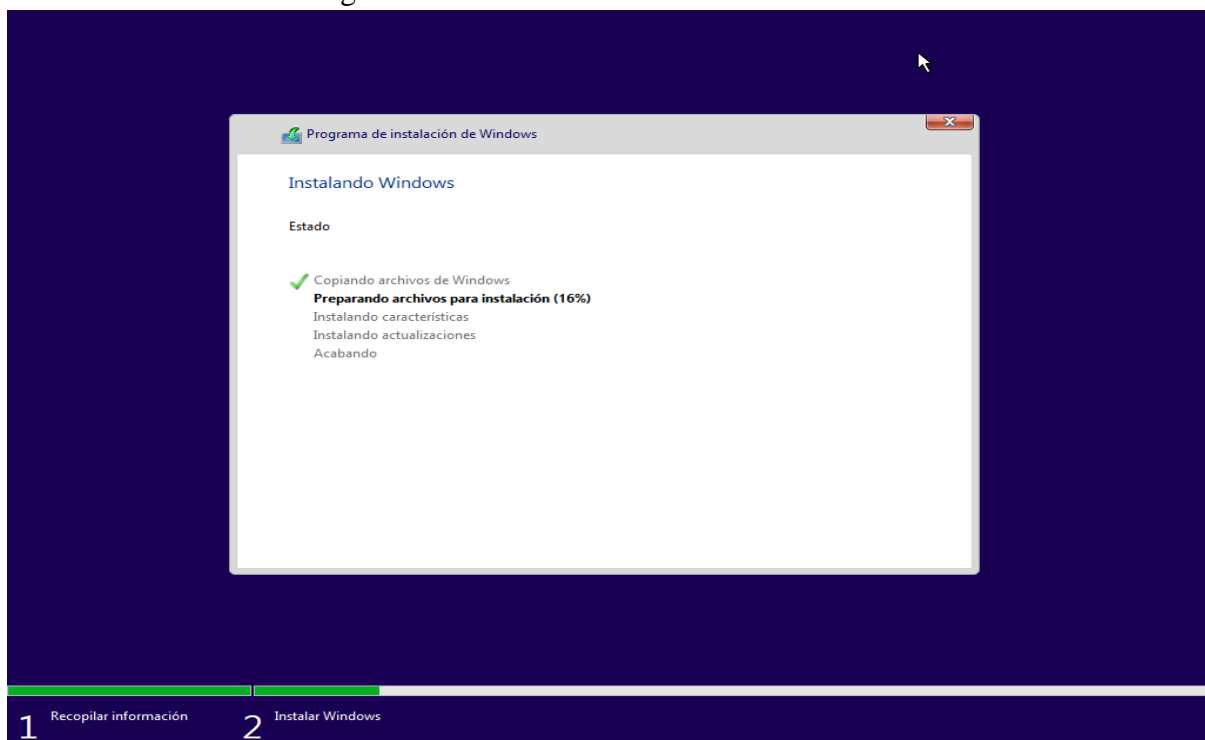 Programa de instalación de Windows
Instalando Windows
Estado
Copiando archivos de Windows
Preparando archivos para instalación (16%)
Instalando características
Instalando actualizaciones
Acabando
1 Recopilar información
2 Instalar Windows